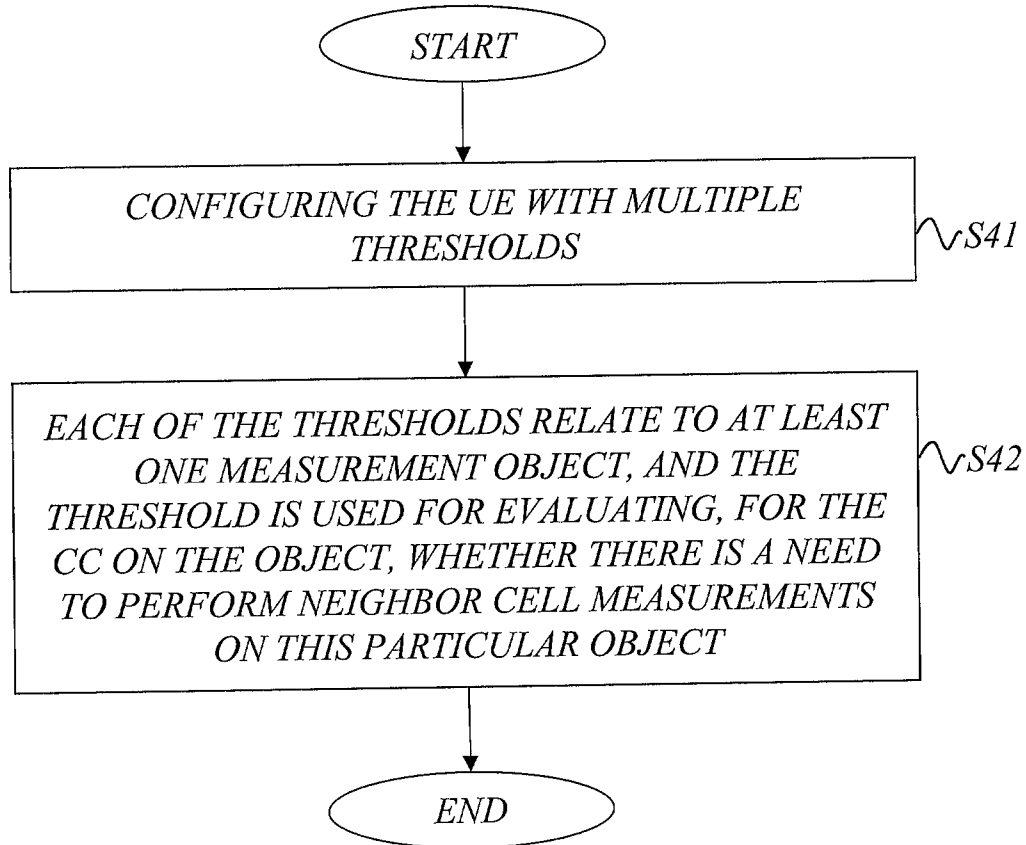 START
CONFIGURING THE UE WITH MULTIPLE
THRESHOLDS
S41
EACH OF THE THRESHOLDS RELATE TO AT LEAST
ONE MEASUREMENT OBJECT, AND THE
THRESHOLD IS USED FOR EVALUATING, FOR THE
CC ON THE OBJECT, WHETHER THERE IS A NEED
TO PERFORM NEIGHBOR CELL MEASUREMENTS
ON THIS PARTICULAR OBJECT
S42
END